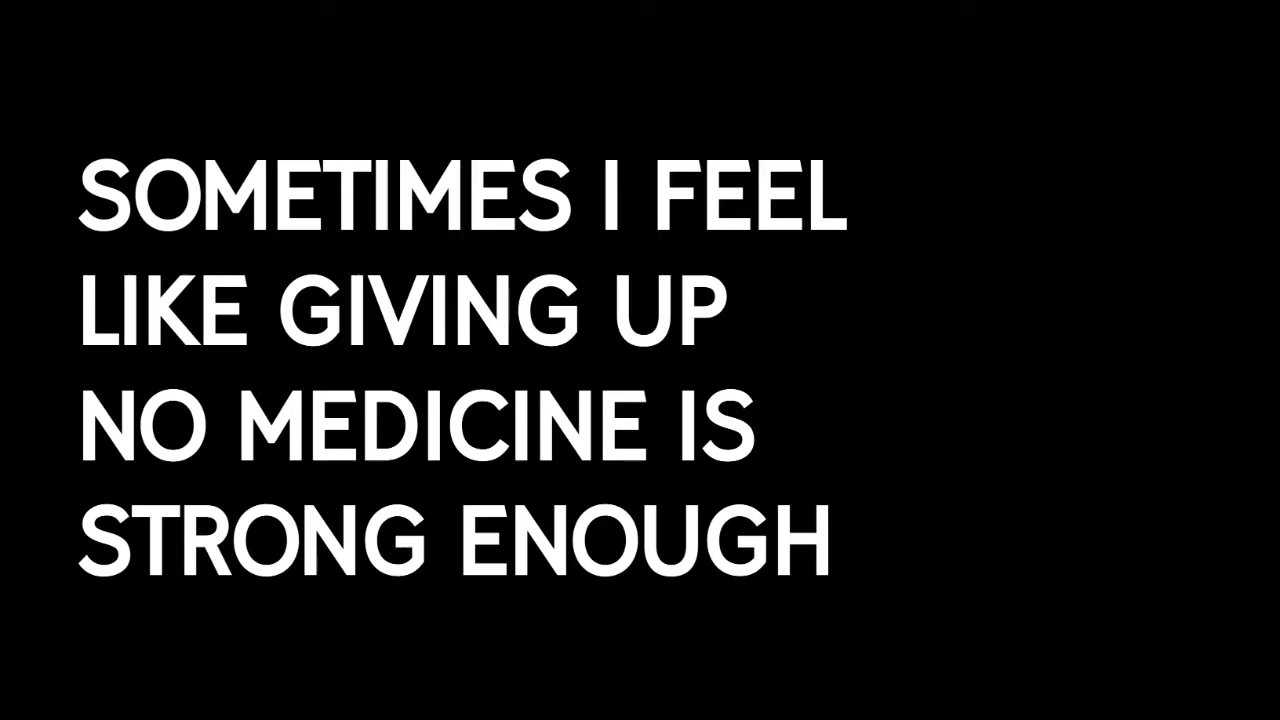 SOMETIMES I FEEL
LIKE GIVING UP
NO MEDICINE IS
STRONG ENOUGH